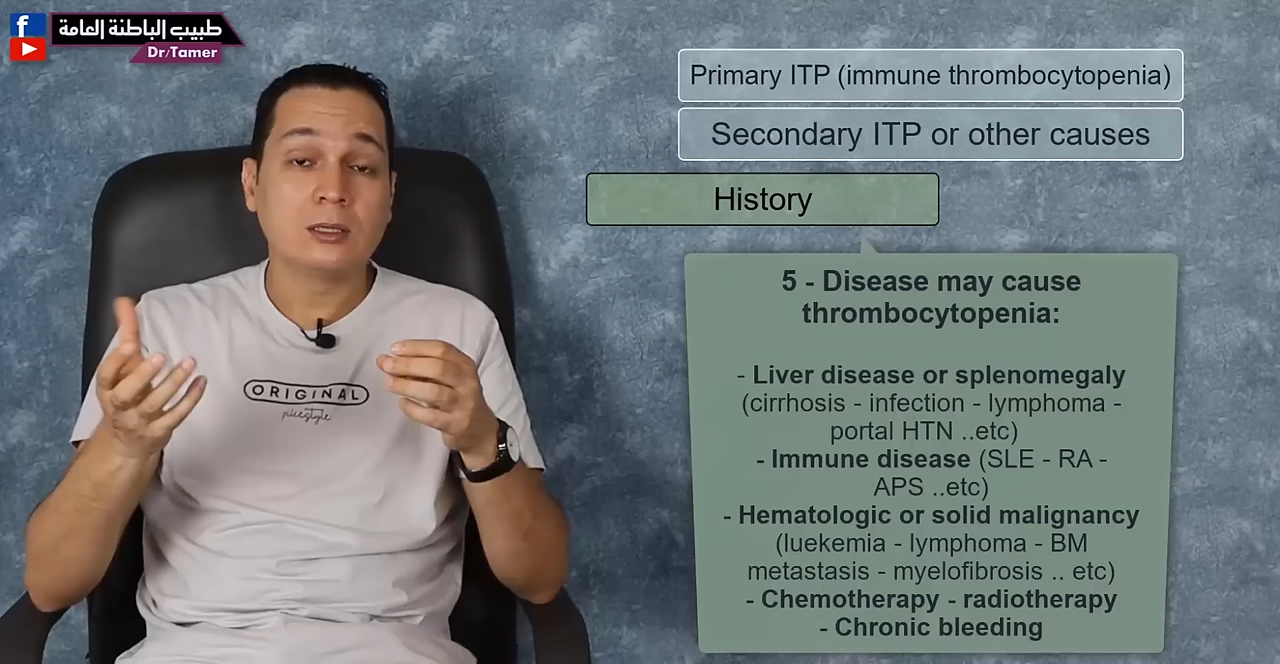 f
طبيب الباطنة العامة
Dr/Tamer
ORIGINAL
Primary ITP (immune thrombocytopenia)
Secondary ITP or other causes
History
5 - Disease may cause
thrombocytopenia:
- Liver disease or splenomegaly
(cirrhosis - infection - lymphoma -
portal HTN ..etc)
- Immune disease (SLE - RA -
APS ..etc)
- Hematologic or solid malignancy
(luekemia - lymphoma - BM
metastasis - myelofibrosis .. etc)
- Chemotherapy - radiotherapy
- Chronic bleeding